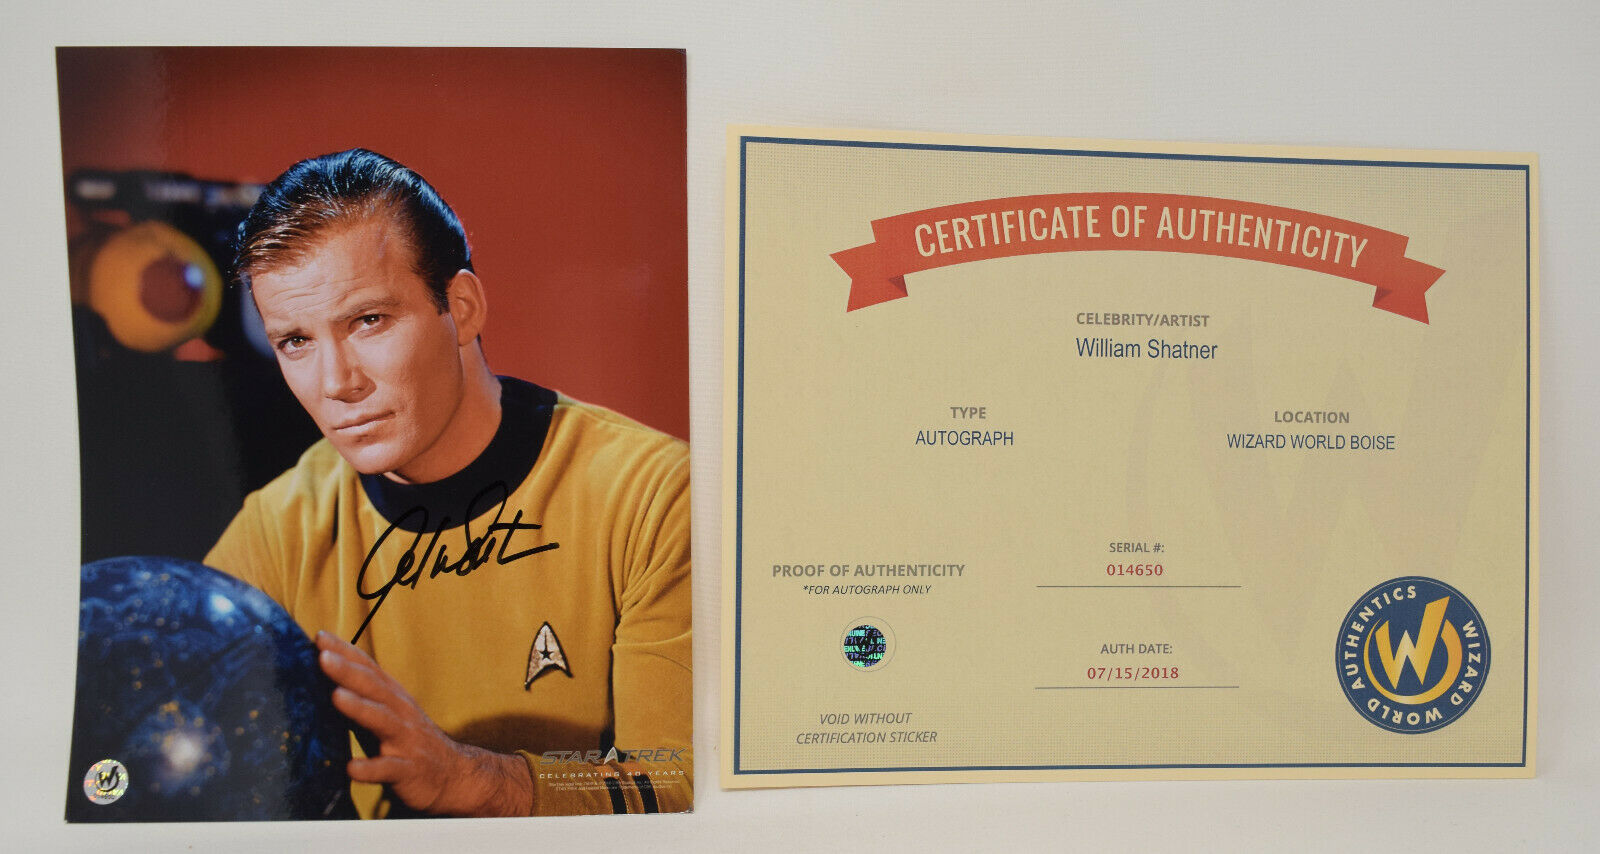 STAR TREK
CELEBRATING 40 YEARS
CERTIFICATE OF AUTHENTICITY
CELEBRITY/ARTIST
William Shatner
TYPE
AUTOGRAPH
LOCATION
WIZARD WORLD BOISE
PROOF OF AUTHENTICITY
*FOR AUTOGRAPH ONLY
SERIAL #:
014650
AUTH DATE:
07/15/2018
VOID WITHOUT
CERTIFICATION STICKER
WIZARD WORLD AUTHENTICS
W